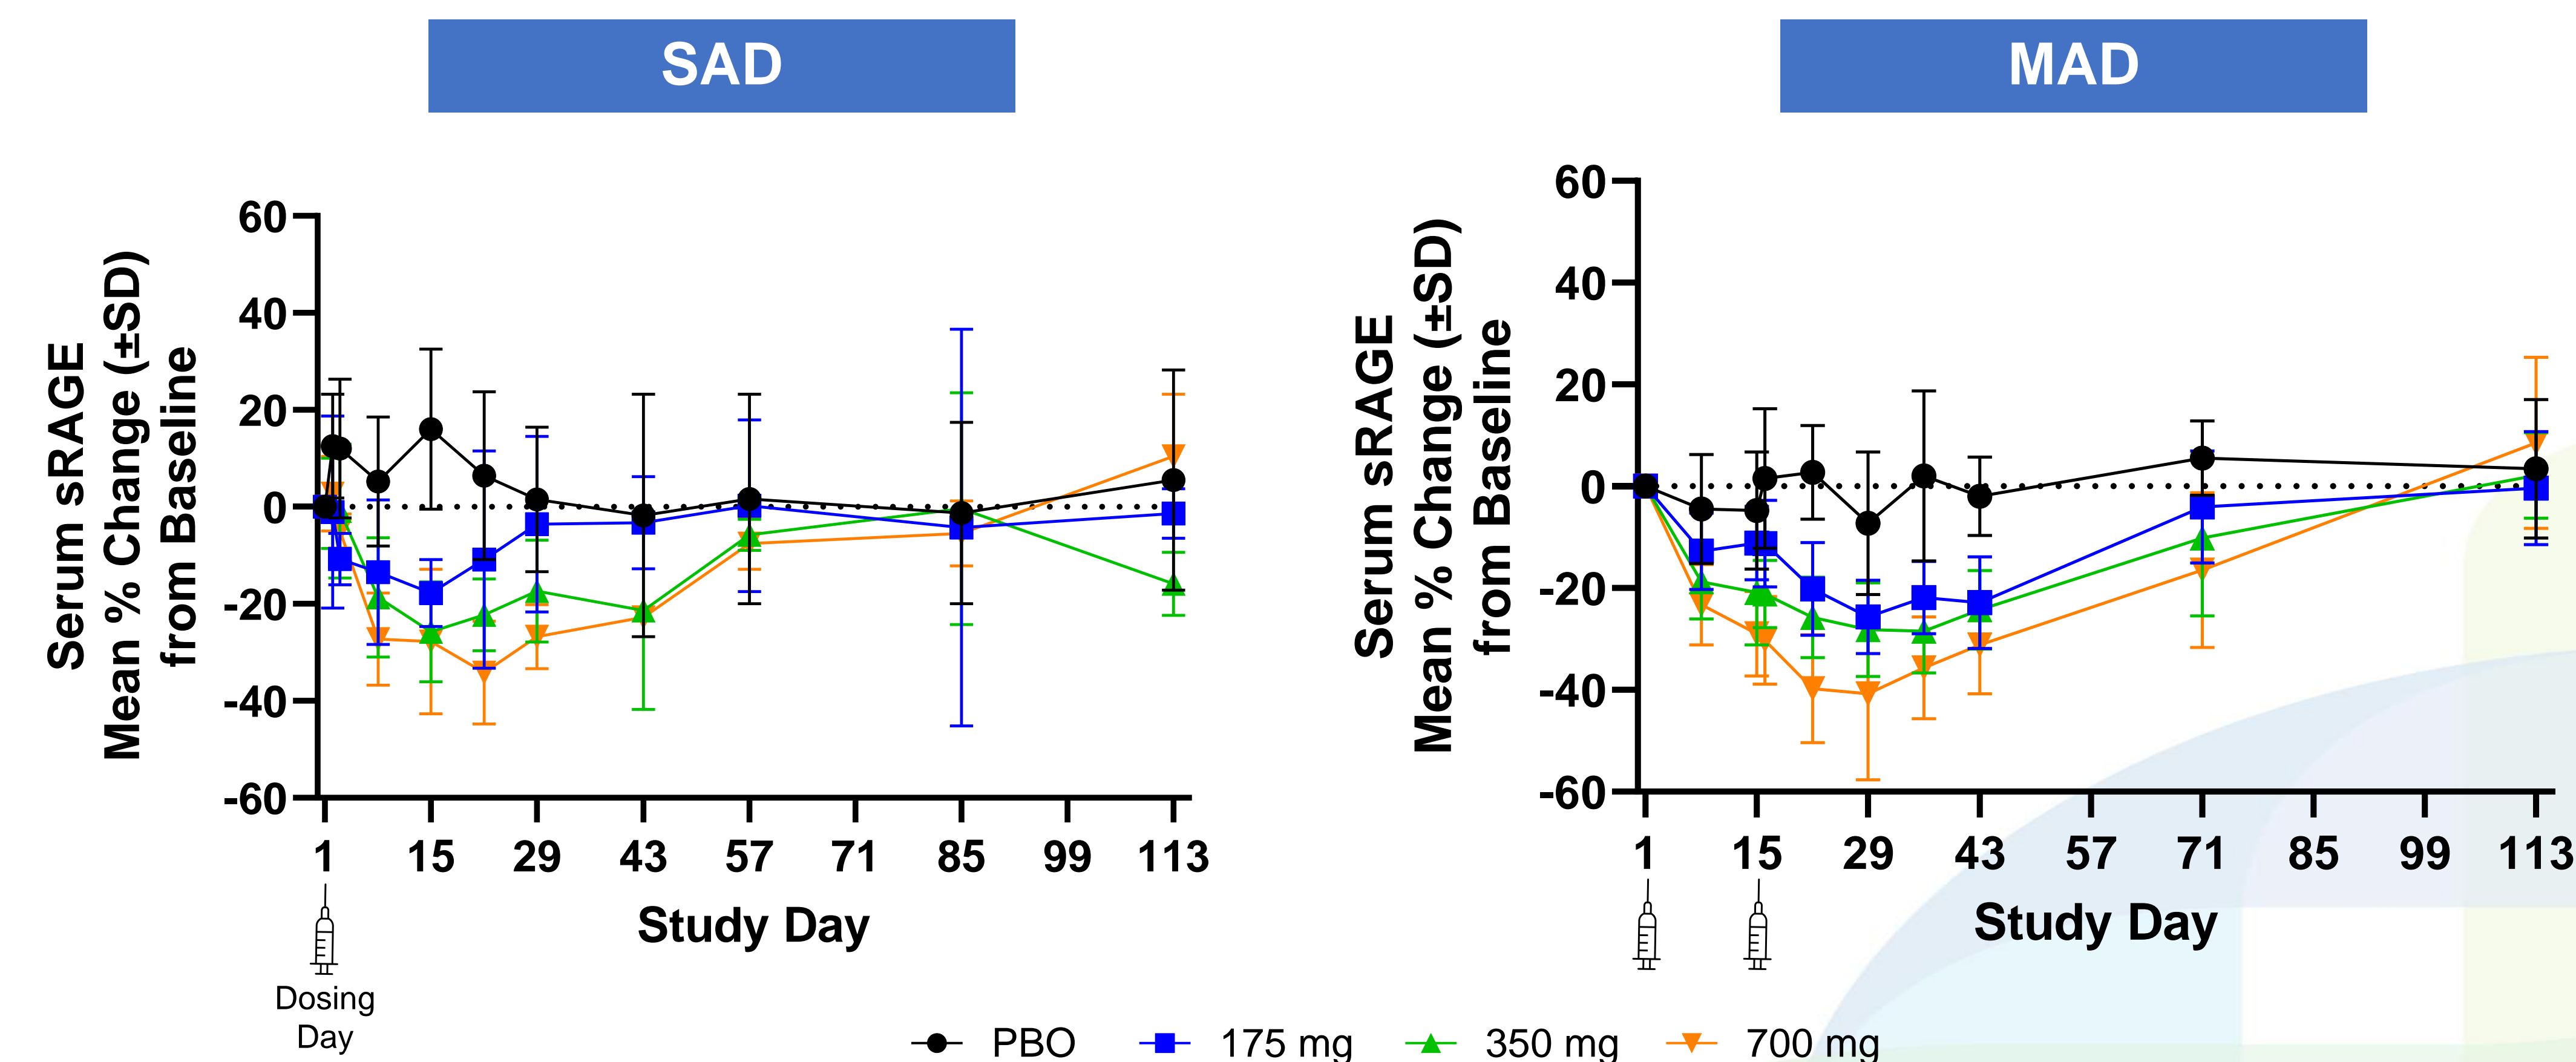 SAD
MAD
Serum sRAGE
Mean % Change (±SD)
from Baseline
60
40
20
0
-20
-40
-60
1 15 29 43 57 71 85 99 113
Study Day
Dosing
Day
Serum sRAGE
Mean % Change (±SD)
from Baseline
60
40
20
0
-20
-40
-60
1 15 29 43 57 71 85 99 113
Study Day
PBO 175 mg 350 mg 700 mg